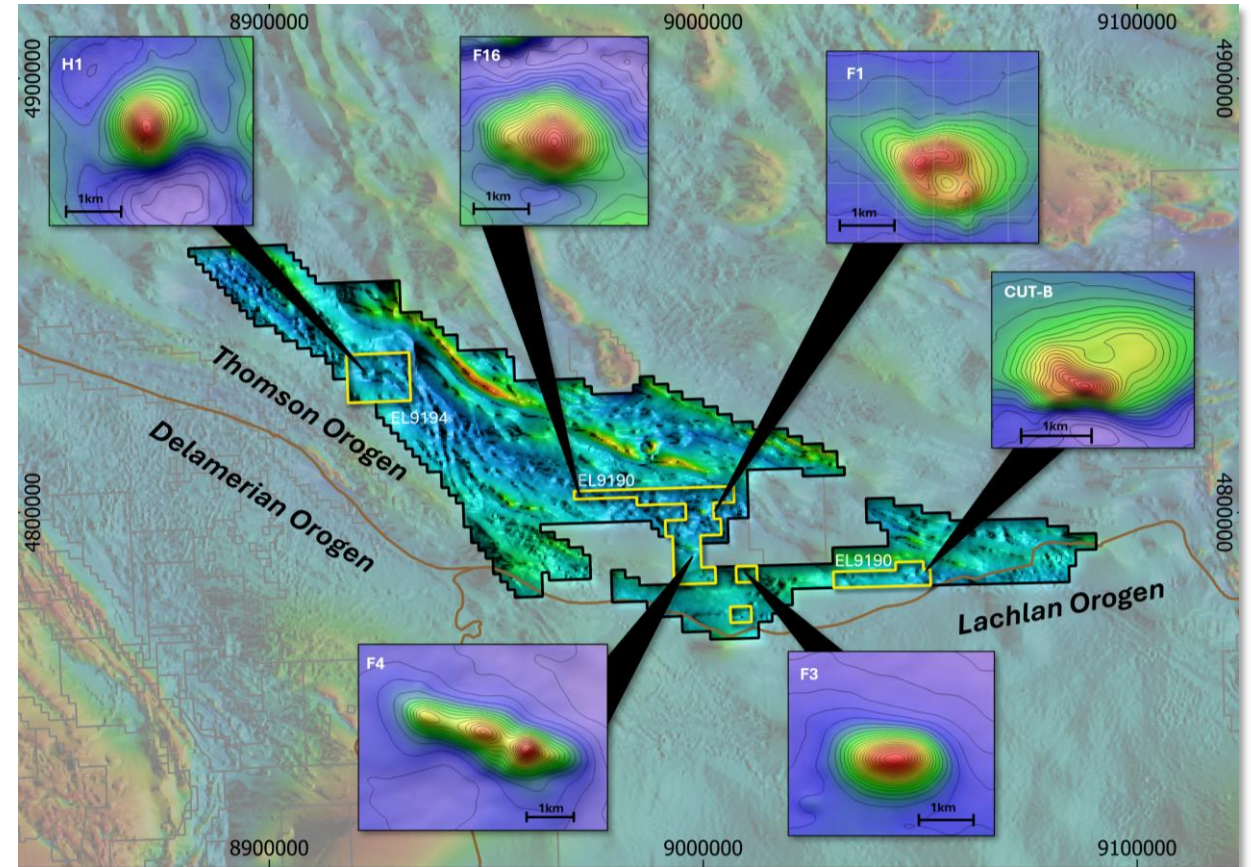 8900000
9000000
9100000
4900000
4900000
H1
1km
F16
1km
F1
1km
CUT-B
1km
Thomson Orogen
EL9194
Delamerian Orogen
EL9190
4800000
4800000
EL9190
Lachlan Orogen
F4
1km
F3
1km
8900000
9000000
9100000